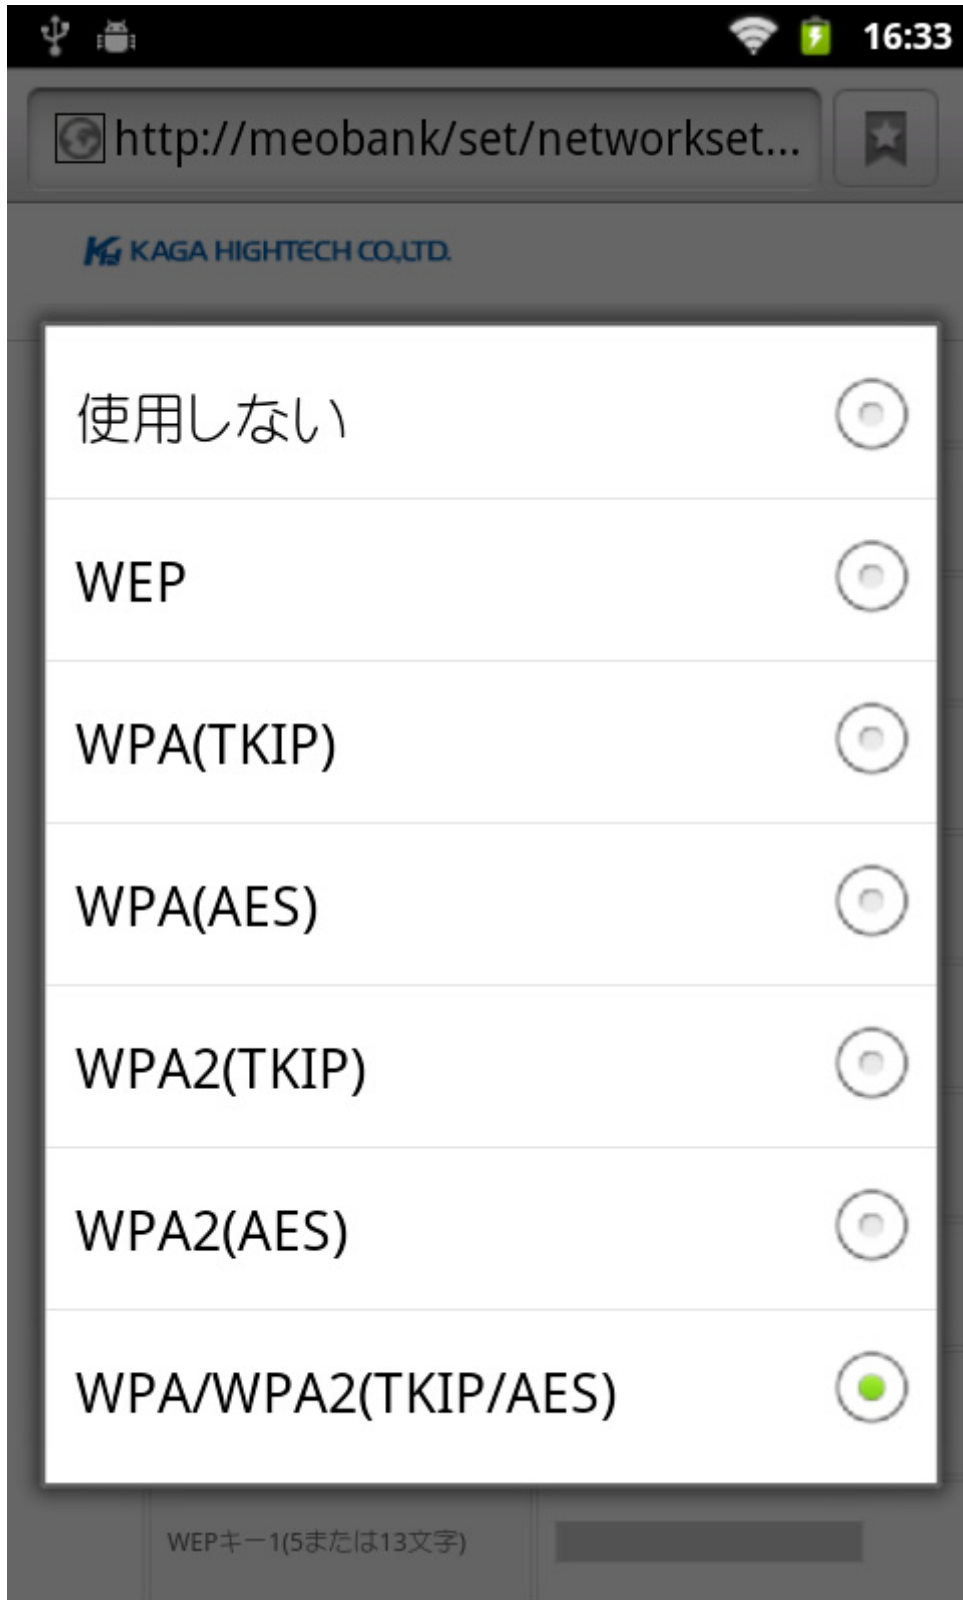 16:33
http://meobank/set/networkset...
KAGA HIGHTECH CO.,LTD.
使用しない
WEP
WPA(TKIP)
WPA(AES)
WPA2(TKIP)
WPA2(AES)
WPA/WPA2(TKIP/AES)
WEPキー1(5または13文字)